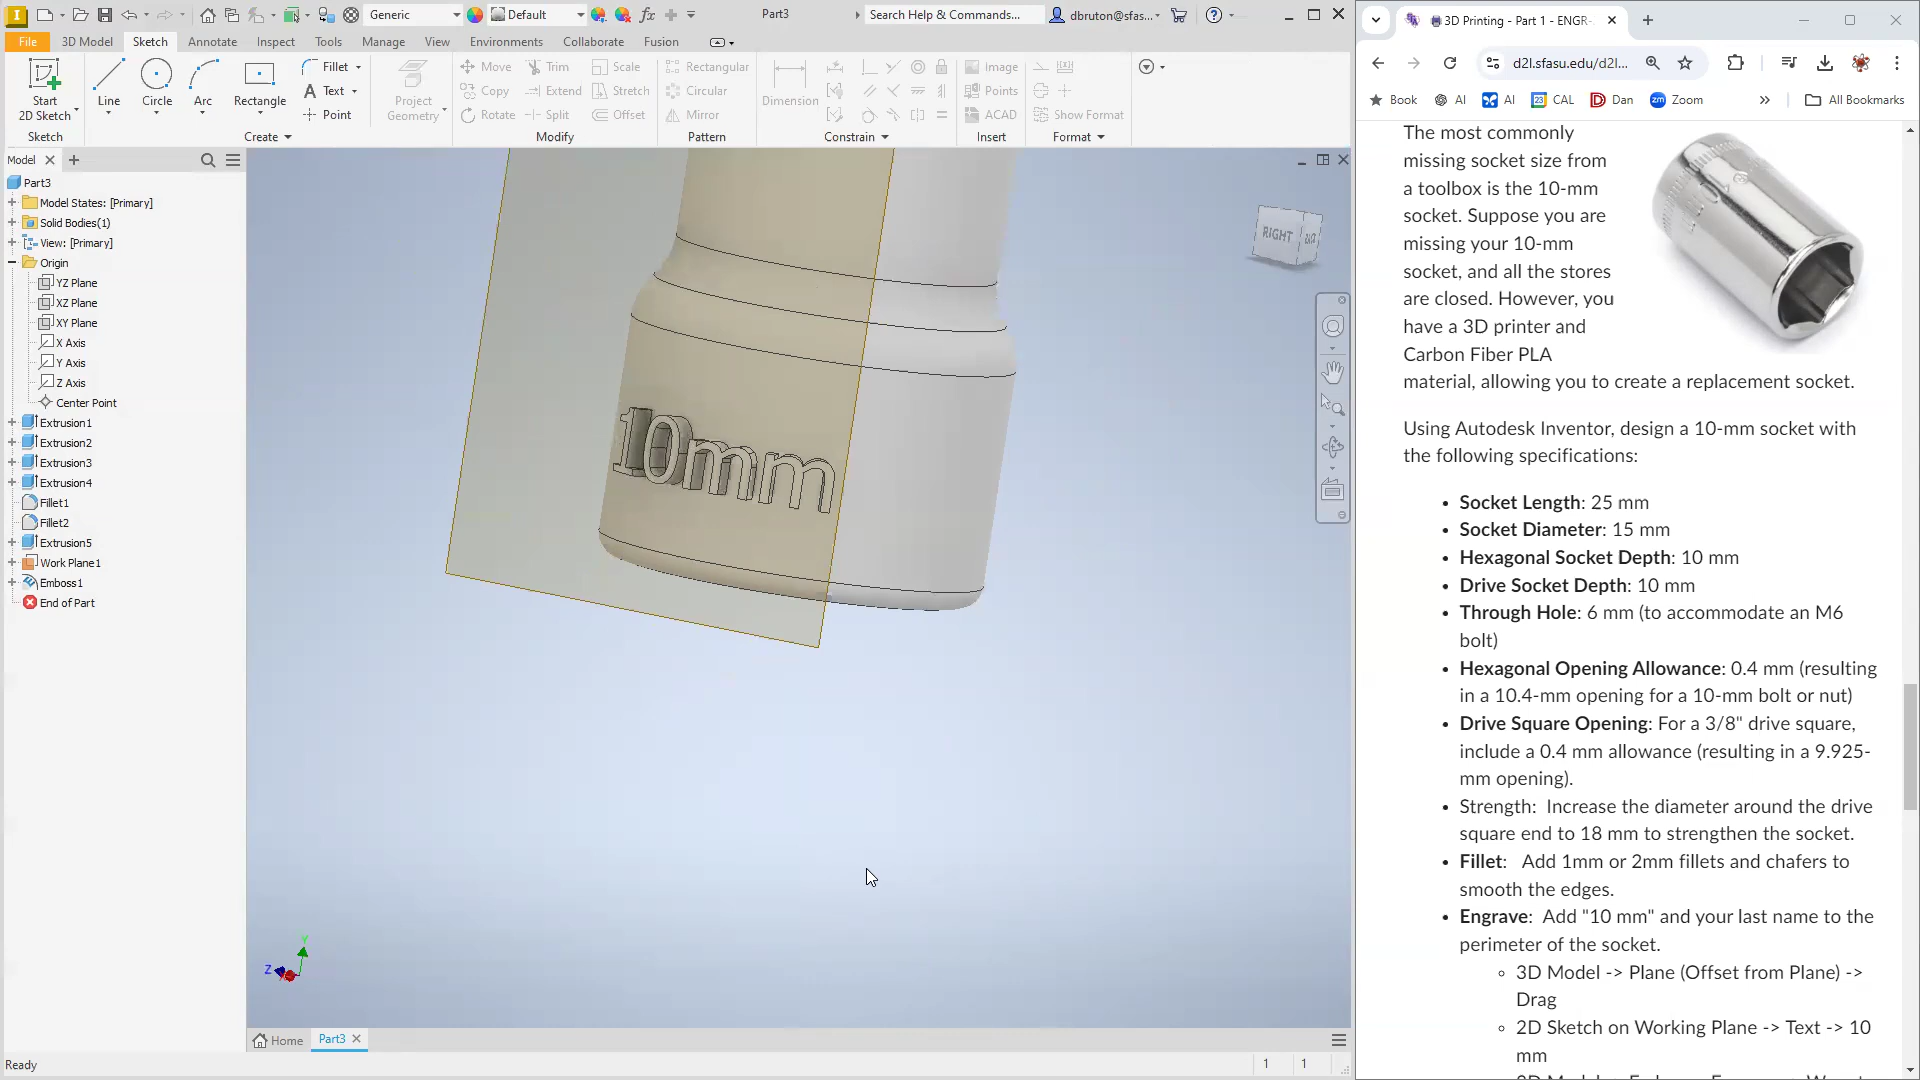 Generic
Default
fx
Part3
Search Help & Commands...
dbruton@sfas...
File
3D Model
Sketch
Annotate
Inspect
Tools
Manage
View
Environments
Collaborate
Fusion
Start
2D Sketch
Line
Circle
Arc
Rectangle
Fillet
Text
Point
Project
Geometry
Move
Copy
Rotate
Trim
Extend
Split
Scale
Stretch
Offset
Rectangular
Circular
Mirror
Dimension
Image
Points
ACAD
Show Format
Sketch
Create
Modify
Pattern
Constrain
Insert
Format
Model
Part3
Model States: [Primary]
Solid Bodies(1)
View: [Primary]
Origin
YZ Plane
XZ Plane
XY Plane
X Axis
Y Axis
Z Axis
Center Point
Extrusion1
Extrusion2
Extrusion3
Extrusion4
Fillet1
Fillet2
Extrusion5
Work Plane1
Emboss1
End of Part
10mm
RIGHT
Y
Z
Home
Part3
Ready
1
1
3D Printing - Part 1 - ENGR-
d2l.sfasu.edu/d2l...
Book
AI
AI
CAL
Dan
Zoom
All Bookmarks
The most commonly
missing socket size from
a toolbox is the 10-mm
socket. Suppose you are
missing your 10-mm
socket, and all the stores
are closed. However, you
have a 3D printer and
Carbon Fiber PLA
material, allowing you to create a replacement socket.
Using Autodesk Inventor, design a 10-mm socket with
the following specifications:
• Socket Length: 25 mm
• Socket Diameter: 15 mm
• Hexagonal Socket Depth: 10 mm
• Drive Socket Depth: 10 mm
• Through Hole: 6 mm (to accommodate an M6
bolt)
• Hexagonal Opening Allowance: 0.4 mm (resulting
in a 10.4-mm opening for a 10-mm bolt or nut)
• Drive Square Opening: For a 3/8" drive square,
include a 0.4 mm allowance (resulting in a 9.925-
mm opening).
• Strength: Increase the diameter around the drive
square end to 18 mm to strengthen the socket.
• Fillet: Add 1mm or 2mm fillets and chafers to
smooth the edges.
• Engrave: Add "10 mm" and your last name to the
perimeter of the socket.
◦ 3D Model -> Plane (Offset from Plane) ->
Drag
◦ 2D Sketch on Working Plane -> Text -> 10
mm